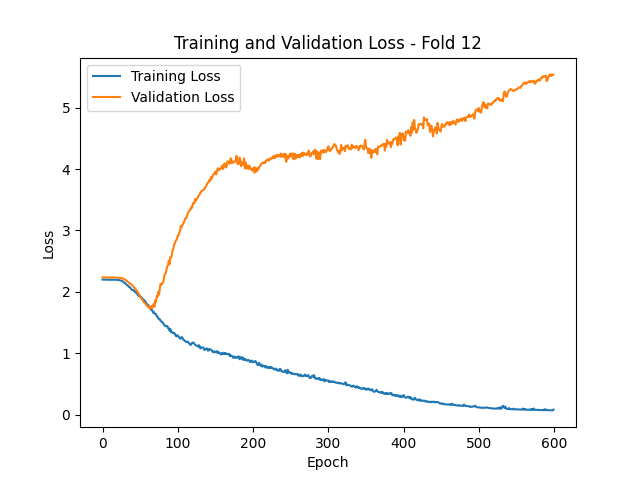 Training and Validation Loss - Fold 12
Training Loss
Validation Loss
Loss
5
4
3
2
1
0
0 100 200 300 400 500 600
Epoch